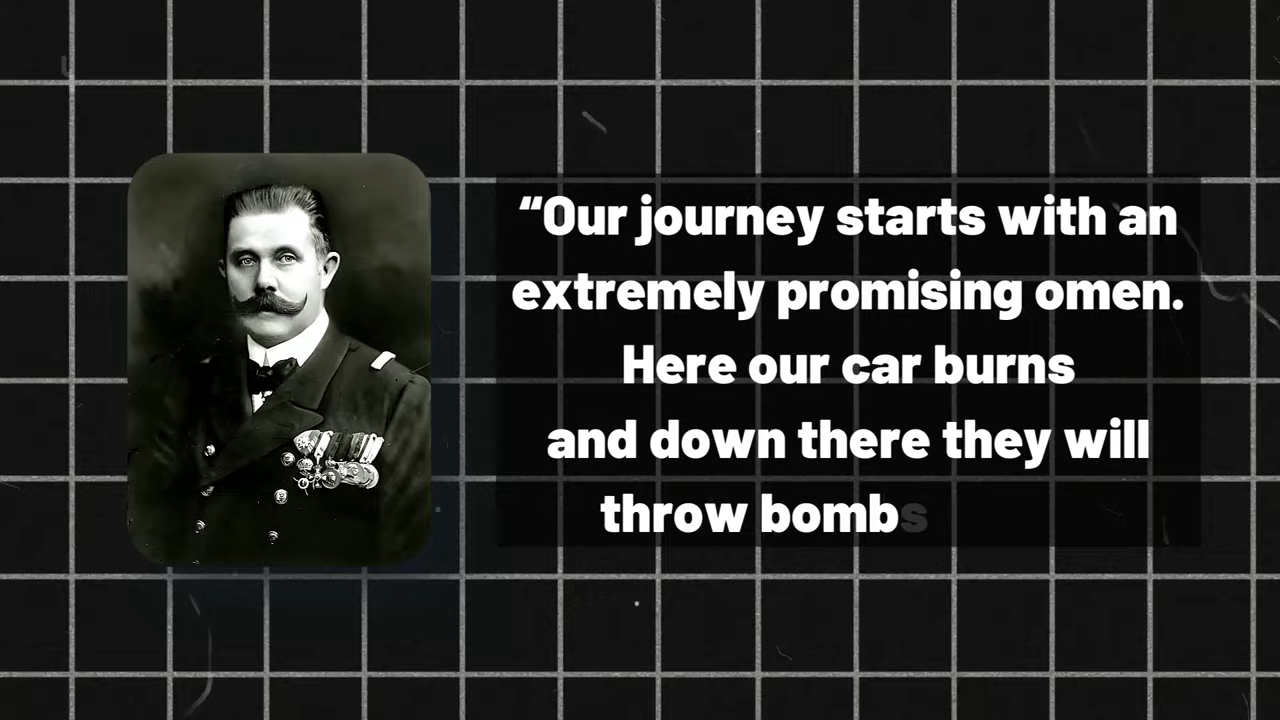 “Our journey starts with an
extremely promising omen.
Here our car burns
and down there they will
throw bombs